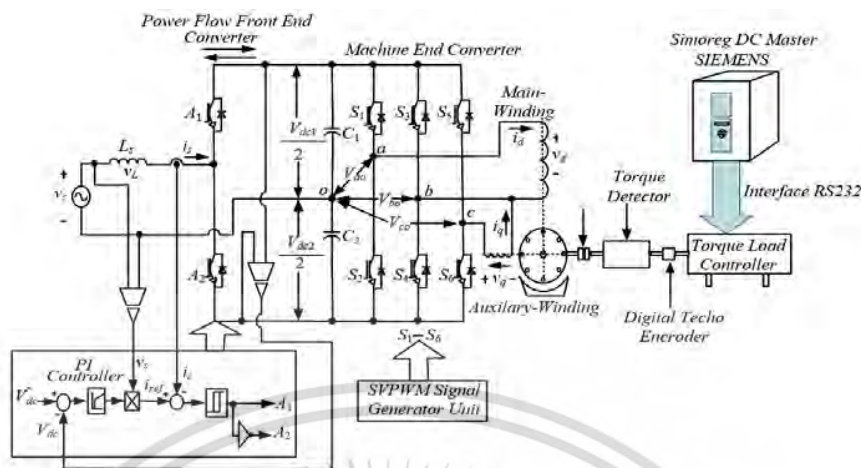 Power Flow Front End
Converter
Machine End Converter
Simoreg DC Master
SIEMENS
Main-
Winding
A1
S1
S3
S5
Vdc1
2
C1
Ls
is
vL
a
id
+
vd
-
+
vs
-
Vao
o
Vbo
b
Vco
c
iq
Interface RS232
Torque
Detector
Torque Load
Controller
Vdc2
2
C2
A2
S2
S4
S6
+ vq -
Auxilary-Winding
Digital Techo
Enroder
S1-S6
SVPWM Signal
Generator Unit
PI
Controller
vs
is
Vdc
+
-
iref
+
-
A1
Vdc
A2